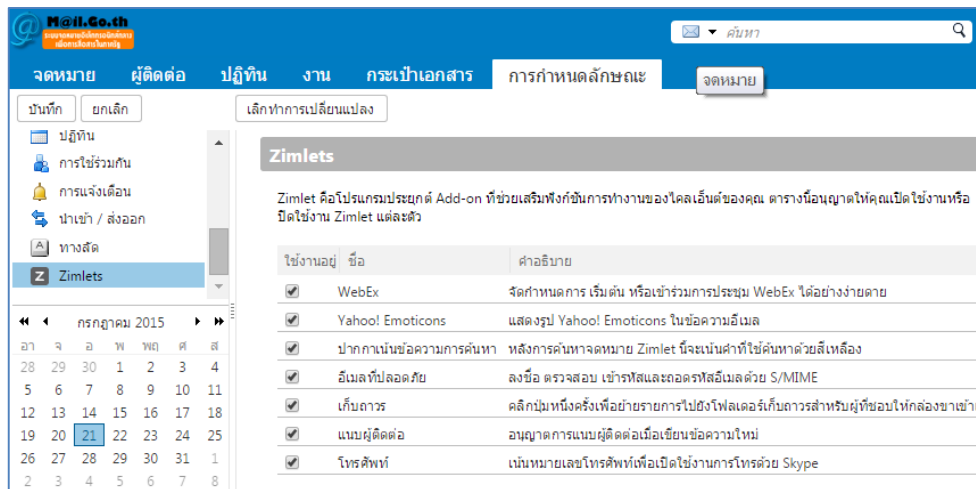 M@il.Go.th
ค้นหา
จดหมาย ผู้ติดต่อ ปฏิทิน งาน กระเป๋าเอกสาร การกำหนดลักษณะ
จดหมาย
บันทึก ยกเลิก เลิกทำการเปลี่ยนแปลง
ปฏิทิน
การใช้ร่วมกัน
การแจ้งเตือน
นำเข้า / ส่งออก
ทางลัด
Zimlets
กรกฎาคม 2015
อา จ อ พ พฤ ศ ส
28 29 30 1 2 3 4
5 6 7 8 9 10 11
12 13 14 15 16 17 18
19 20 21 22 23 24 25
26 27 28 29 30 31 1
2 3 4 5 6 7 8
Zimlets
Zimlet คือโปรแกรมประยุกต์ Add-on ที่ช่วยเสริมฟังก์ชันการทำงานของไคลเอ็นต์ของคุณ ตารางนี้อนุญาตให้คุณเปิดใช้งานหรือ
ปิดใช้งาน Zimlet แต่ละตัว
ใช้งานอยู่ ชื่อ คำอธิบาย
WebEx จัดกำหนดการ เริ่มต้น หรือเข้าร่วมการประชุม WebEx ได้อย่างง่ายดาย
Yahoo! Emoticons แสดงรูป Yahoo! Emoticons ในข้อความอีเมล
ปากกาเน้นข้อความการค้นหา หลังการค้นหาจดหมาย Zimlet นี้จะเน้นคำที่ใช้ค้นหาด้วยสีเหลือง
อีเมลที่ปลอดภัย ลงชื่อ ตรวจสอบ เข้ารหัสและถอดรหัสอีเมลด้วย S/MIME
เก็บถาวร คลิกปุ่มหนึ่งครั้งเพื่อย้ายรายการไปยังโฟลเดอร์เก็บถาวรสำหรับผู้ที่ชอบให้กล่องขาเข้า
แนบผู้ติดต่อ อนุญาตการแนบผู้ติดต่อเมื่อเขียนข้อความใหม่
โทรศัพท์ เน้นหมายเลขโทรศัพท์เพื่อเปิดใช้งานการโทรด้วย Skype